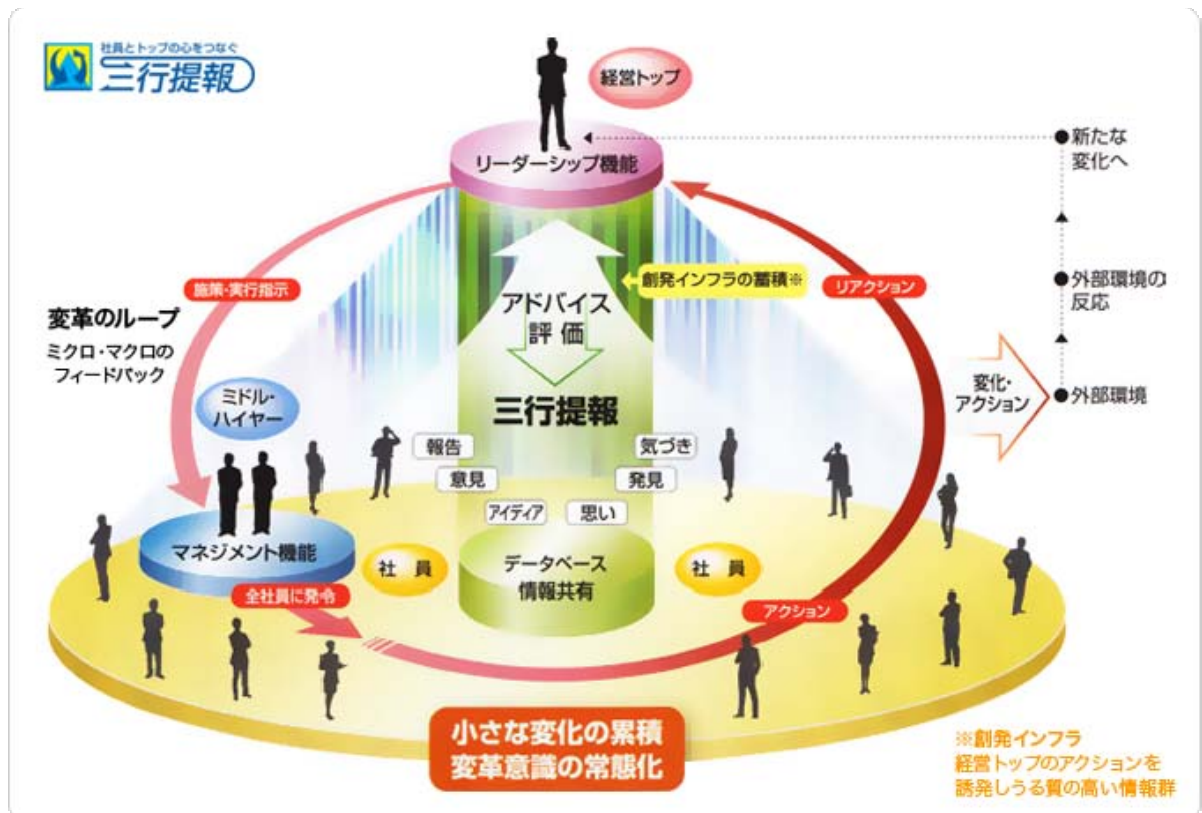 社員とトップの心をつなぐ
三行提報
経営トップ
リーダーシップ機能
●新たな
変化へ
施策・実行指示
創発インフラの蓄積※
リアクション
●外部環境の
反応
変革のループ
ミクロ・マクロの
フィードバック
アドバイス
評価
変化・
アクション
●外部環境
ミドル・
ハイヤー
三行提報
報告
気づき
意見
発見
アイディア
思い
マネジメント機能
社員
データベース
情報共有
社員
全社員に発令
アクション
小さな変化の累積
変革意識の常態化
※創発インフラ
経営トップのアクションを
誘発しうる質の高い情報群